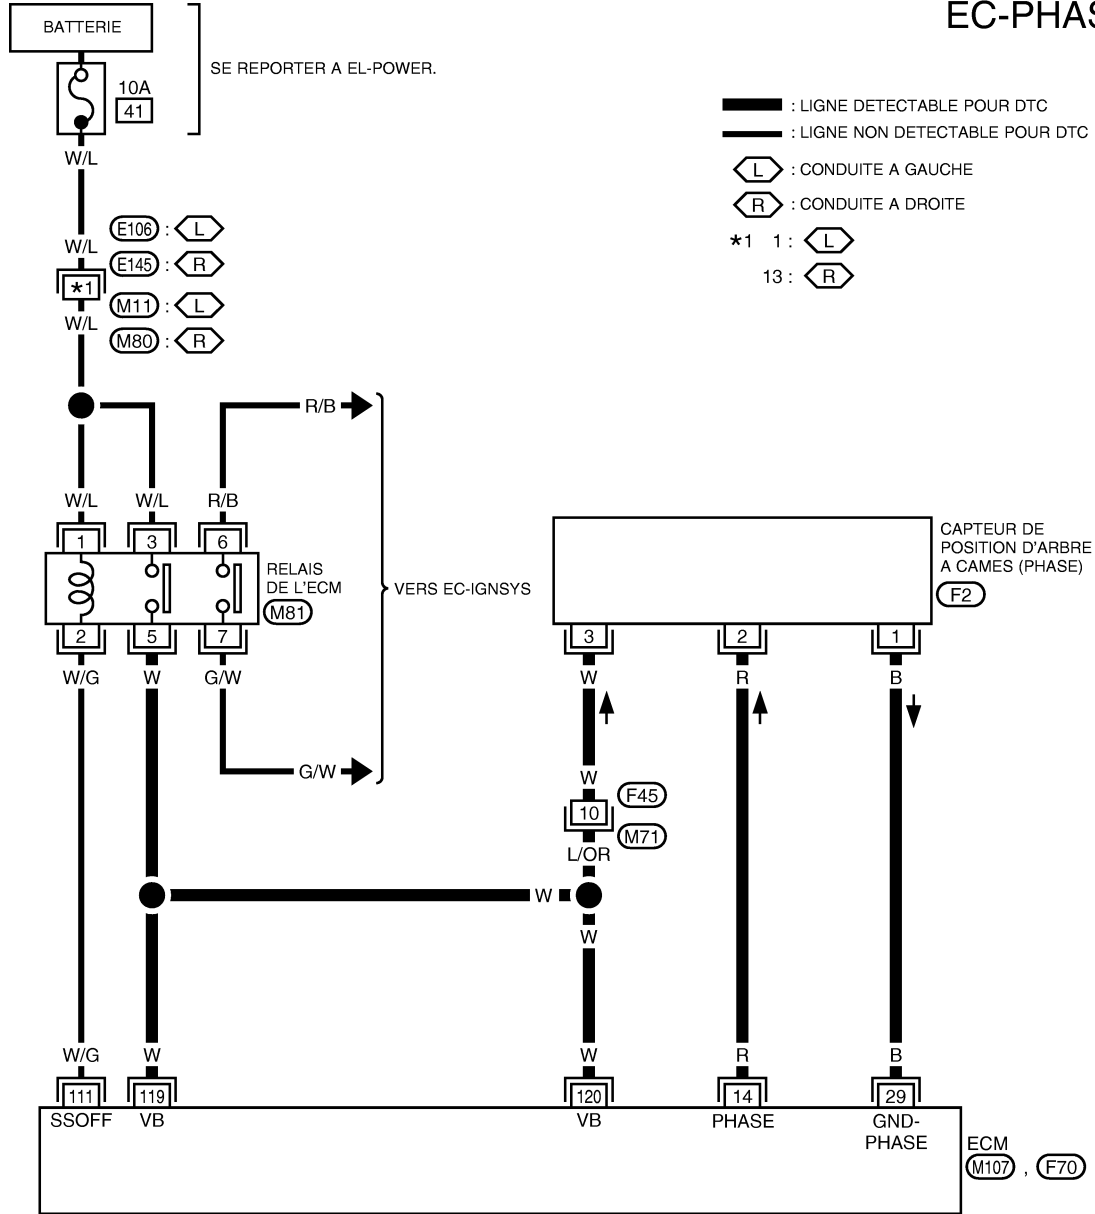 EC-PHAS
BATTERIE
SE REPORTER A EL-POWER.
10A
41
: LIGNE DETECTABLE POUR DTC
: LIGNE NON DETECTABLE POUR DTC
L : CONDUITE A GAUCHE
R : CONDUITE A DROITE
*1 1 : L
13 : R
W/L
W/L
*1
W/L
E106 : L
E145 : R
M11 : L
M80 : R
R/B
W/L W/L R/B
1 3 6
RELAIS
DE L'ECM
M81
2 5 7
W/G W G/W
G/W
VERS EC-IGNSYS
CAPTEUR DE
POSITION D'ARBRE
A CAMES (PHASE)
F2
3 2 1
W R B
W
10
F45
M71
L/OR
W
W
W/G W W R B
111 119 120 14 29
SSOFF VB VB PHASE GND-
PHASE
ECM
M107 , F70